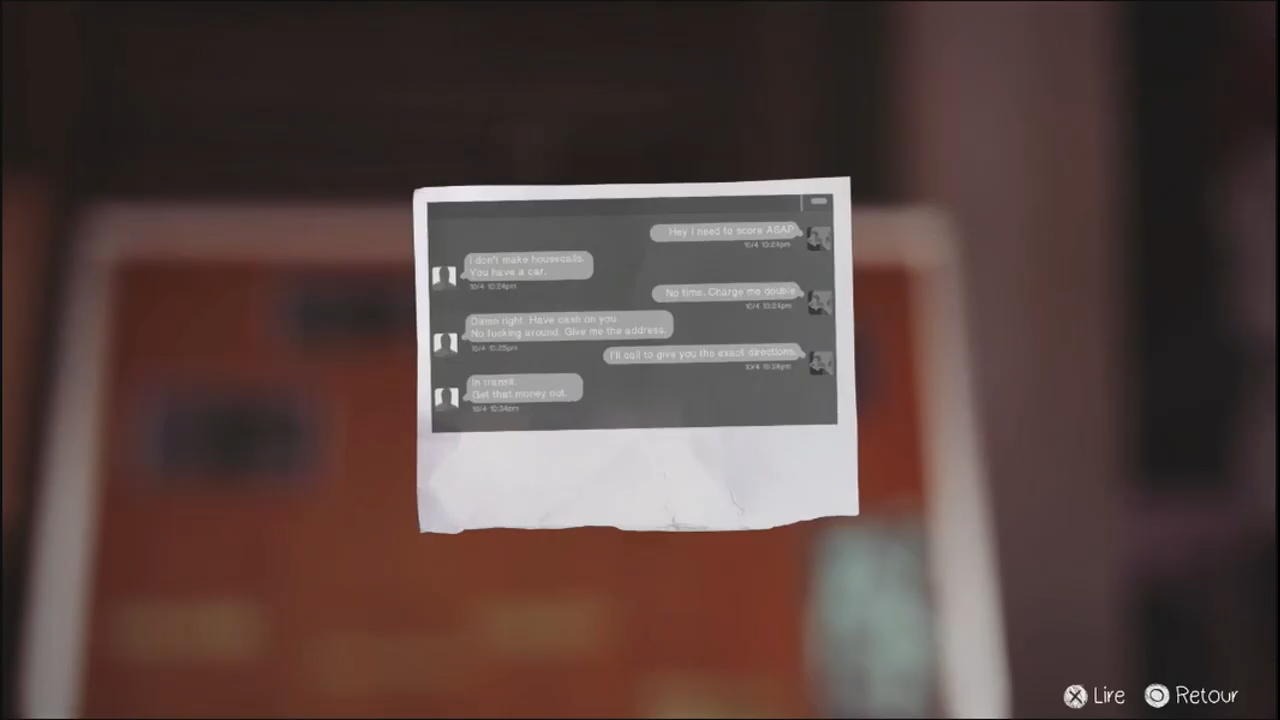 Hey I need to score ASAP
10/4 10:24pm
I don't make housecalls.
You have a car.
10/4 10:24pm
No time. Charge me double
10/4 10:24pm
Damn right. Have cash on you.
No fucking around. Give me the address.
10/4 10:25pm
I'll call to give you the exact directions.
10/4 10:26pm
In transit.
Get that money out.
10/4 10:34pm
Lire
Retour